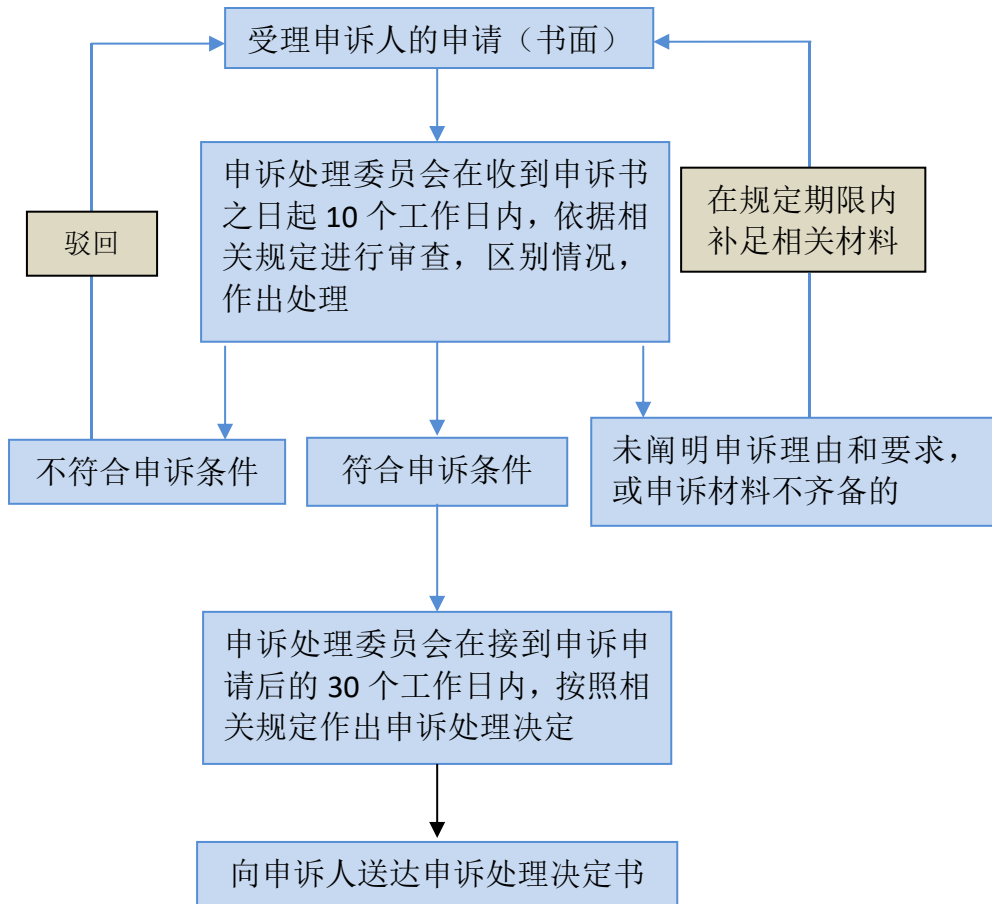 受理申诉人的申请（书面）
申诉处理委员会在收到申诉书
之日起 10 个工作日内，依据相
关规定进行审查，区别情况，
作出处理
驳回
在规定期限内
补足相关材料
不符合申诉条件
符合申诉条件
未阐明申诉理由和要求，
或申诉材料不齐备的
申诉处理委员会在接到申诉申
请后的 30 个工作日内，按照相
关规定作出申诉处理决定
向申诉人送达申诉处理决定书